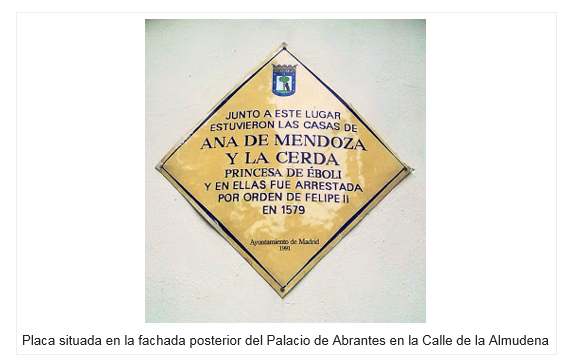 JUNTO A ESTE LUGAR
ESTUVIERON LAS CASAS DE
ANA DE MENDOZA
Y LA CERDA
PRINCESA DE ÉBOLI
Y EN ELLAS FUE ARRESTADA
POR ORDEN DE FELIPE II
EN 1579
Ayuntamiento de Madrid
1991
Placa situada en la fachada posterior del Palacio de Abrantes en la Calle de la Almudena